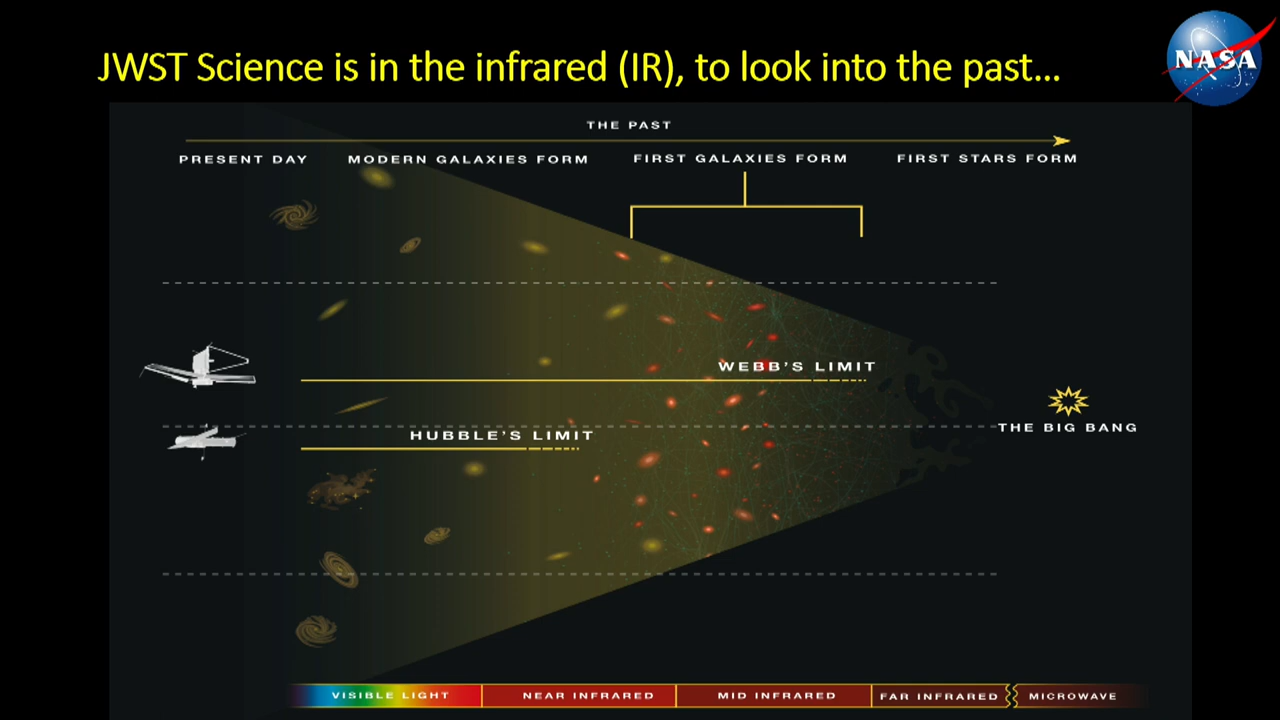 JWST Science is in the infrared (IR), to look into the past...
NASA
THE PAST
PRESENT DAY MODERN GALAXIES FORM FIRST GALAXIES FORM FIRST STARS FORM
WEBB'S LIMIT
HUBBLE'S LIMIT
THE BIG BANG
VISIBLE LIGHT NEAR INFRARED MID INFRARED FAR INFRARED MICROWAVE